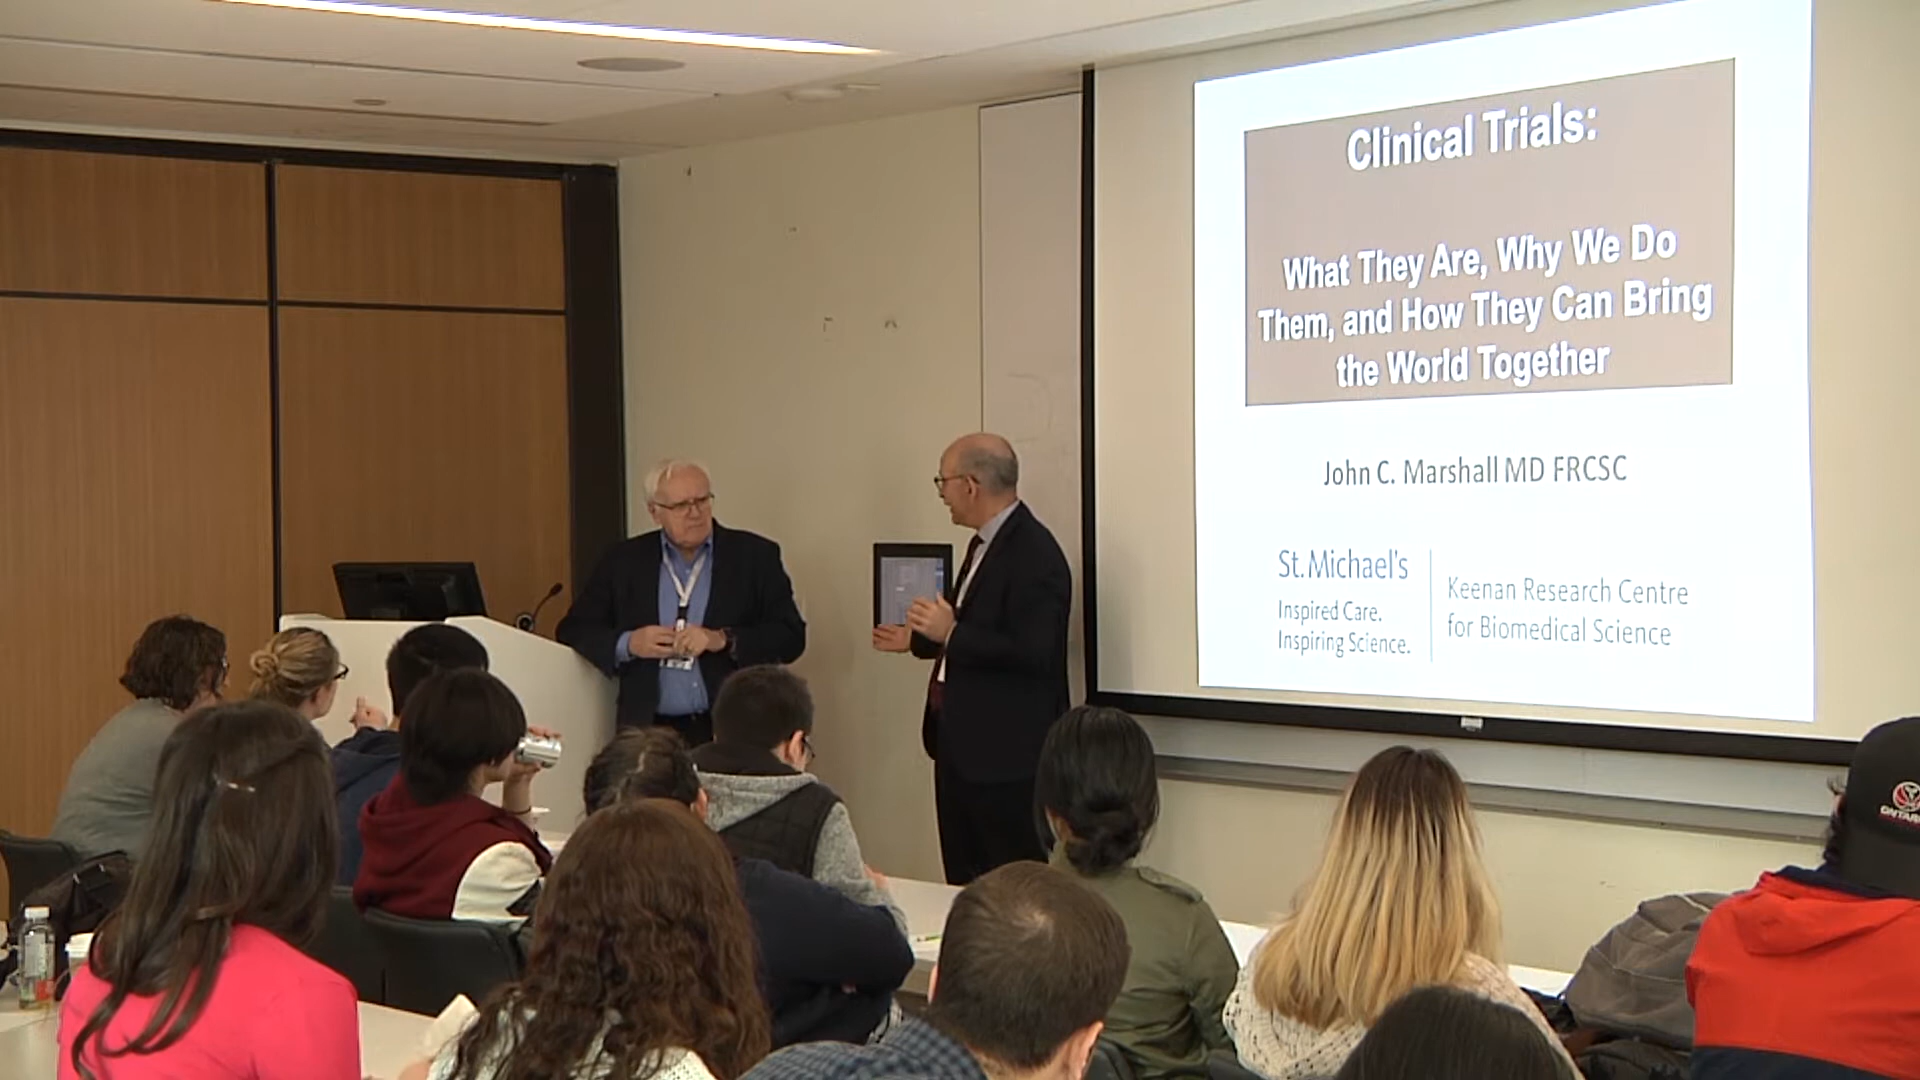 Clinical Trials:
What They Are, Why We Do
Them, and How They Can Bring
the World Together
John C. Marshall MD FRCSC
St. Michael's
Inspired Care.
Inspiring Science.
Keenan Research Centre
for Biomedical Science